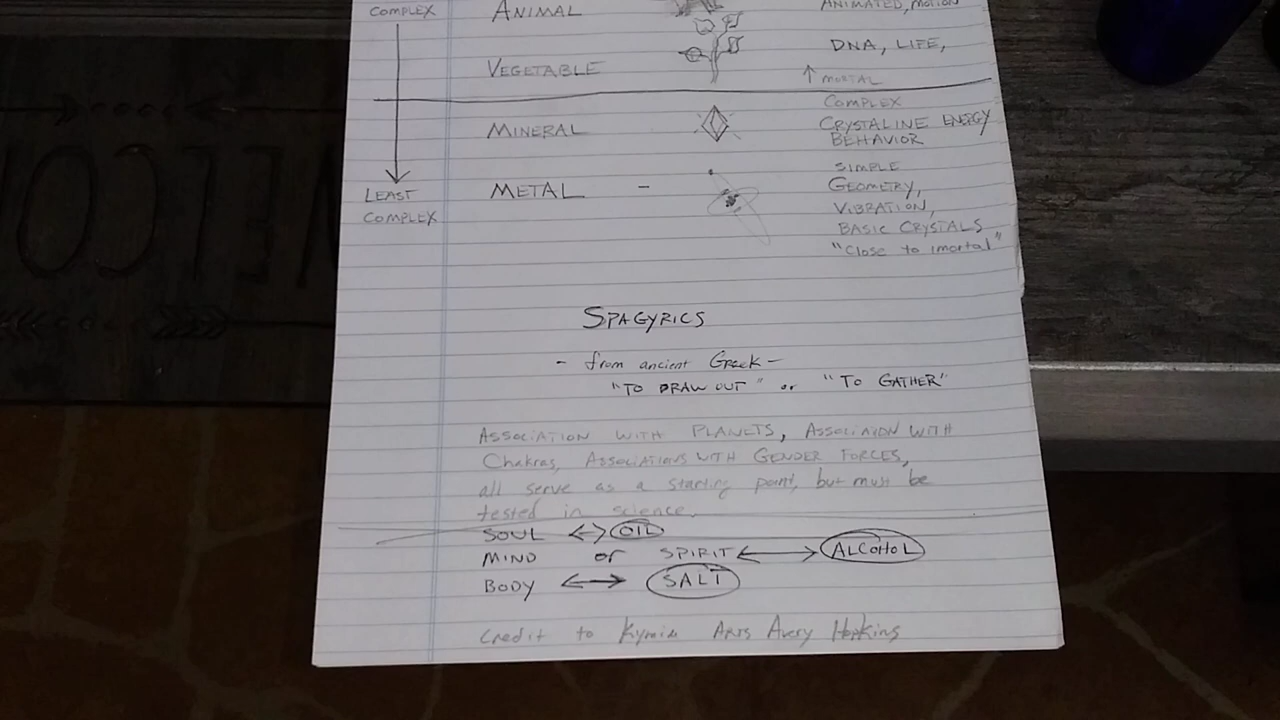 COMPLEX
ANIMAL
ANIMATED, MOTION
VEGETABLE
DNA, LIFE,
↑ MORTAL
MINERAL
COMPLEX
CRYSTALINE ENERGY
BEHAVIOR
LEAST
COMPLEX
METAL -
SIMPLE
GEOMETRY,
VIBRATION,
BASIC CRYSTALS
"Close to imortal"
SPAGYRICS
- from ancient Greek -
"TO DRAW OUT" or "TO GATHER"
ASSOCIATION WITH PLANETS, ASSOCIATION WITH
Chakras, ASSOCIATIONS WITH GENDER FORCES,
all serve as a starting point, but must be
tested in science.
SOUL <-> OIL
MIND or SPIRIT <-> ALCOHOL
BODY <-> SALT
Credit to Kymia Arts Avery Hopkins
WELCO